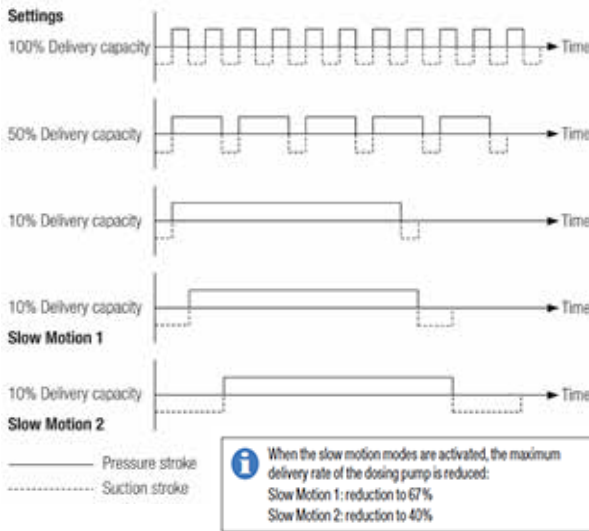 Settings
100% Delivery capacity
Time
50% Delivery capacity
Time
10% Delivery capacity
Time
10% Delivery capacity
Time
Slow Motion 1
10% Delivery capacity
Time
Slow Motion 2
Pressure stroke
Suction stroke
i
When the slow motion modes are activated, the maximum
delivery rate of the dosing pump is reduced:
Slow Motion 1: reduction to 67%
Slow Motion 2: reduction to 40%